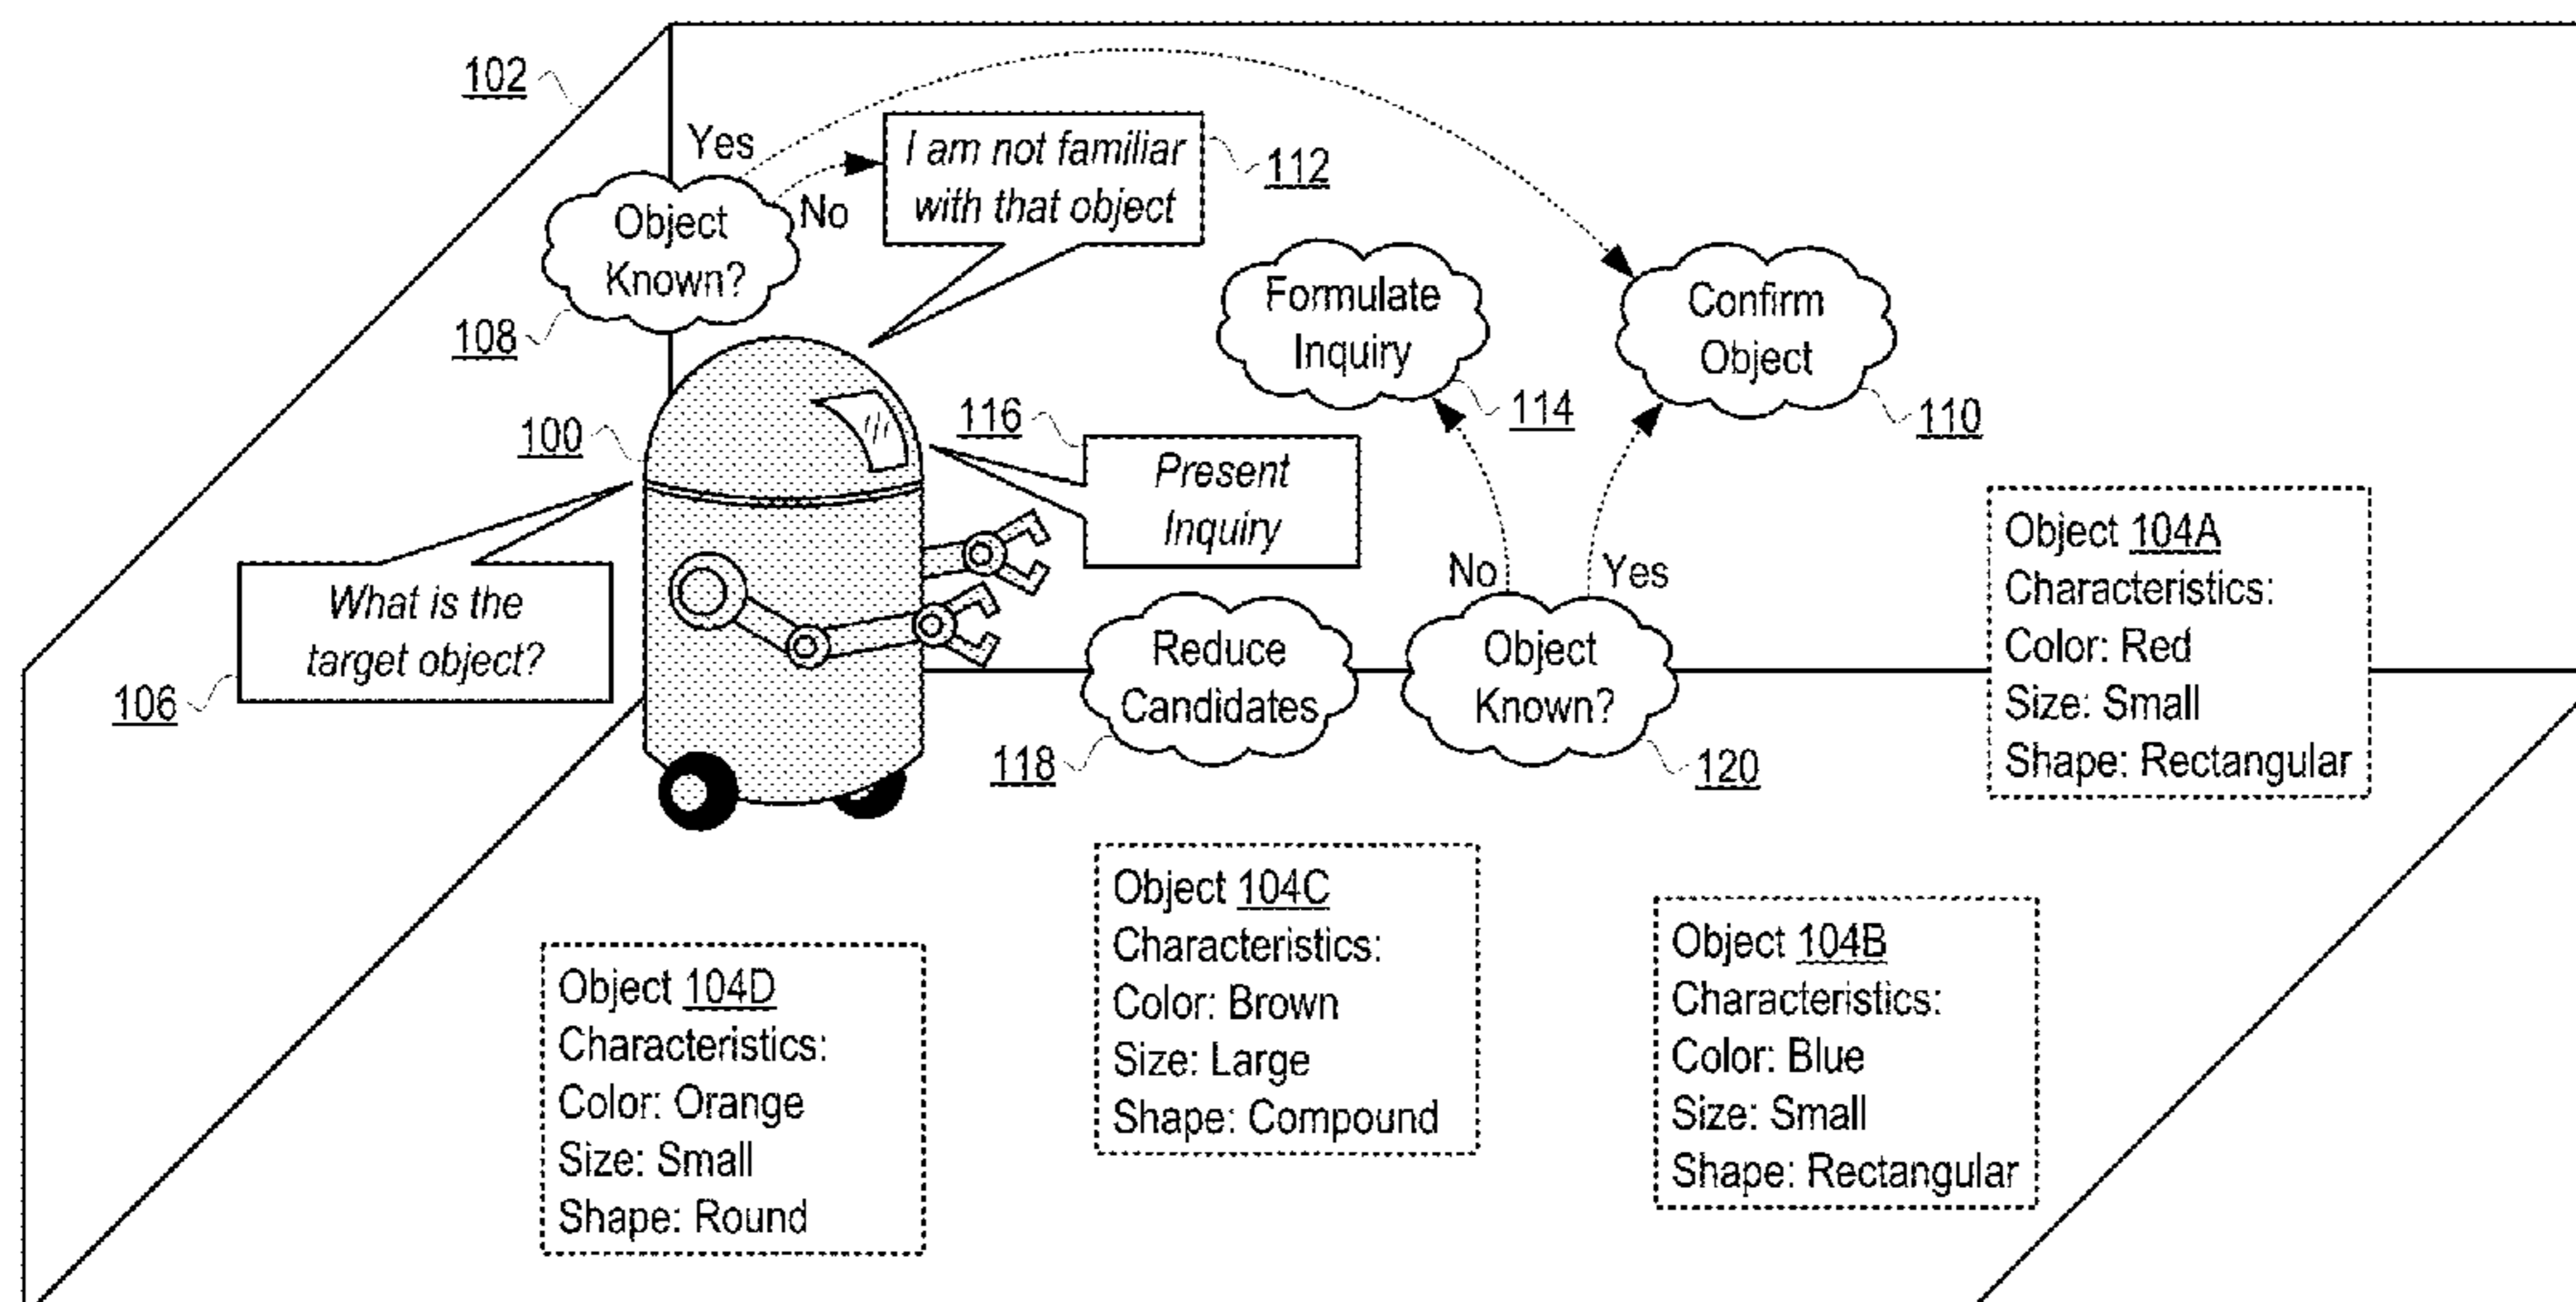 102
Yes
No
Object
Known?
108
I am not familiar
with that object
112
Formulate
Inquiry
114
Confirm
Object
110
100
116
Present
Inquiry
What is the
target object?
106
Reduce
Candidates
118
No
Yes
Object
Known?
120
Object 104A
Characteristics:
Color: Red
Size: Small
Shape: Rectangular
Object 104C
Characteristics:
Color: Brown
Size: Large
Shape: Compound
Object 104B
Characteristics:
Color: Blue
Size: Small
Shape: Rectangular
Object 104D
Characteristics:
Color: Orange
Size: Small
Shape: Round